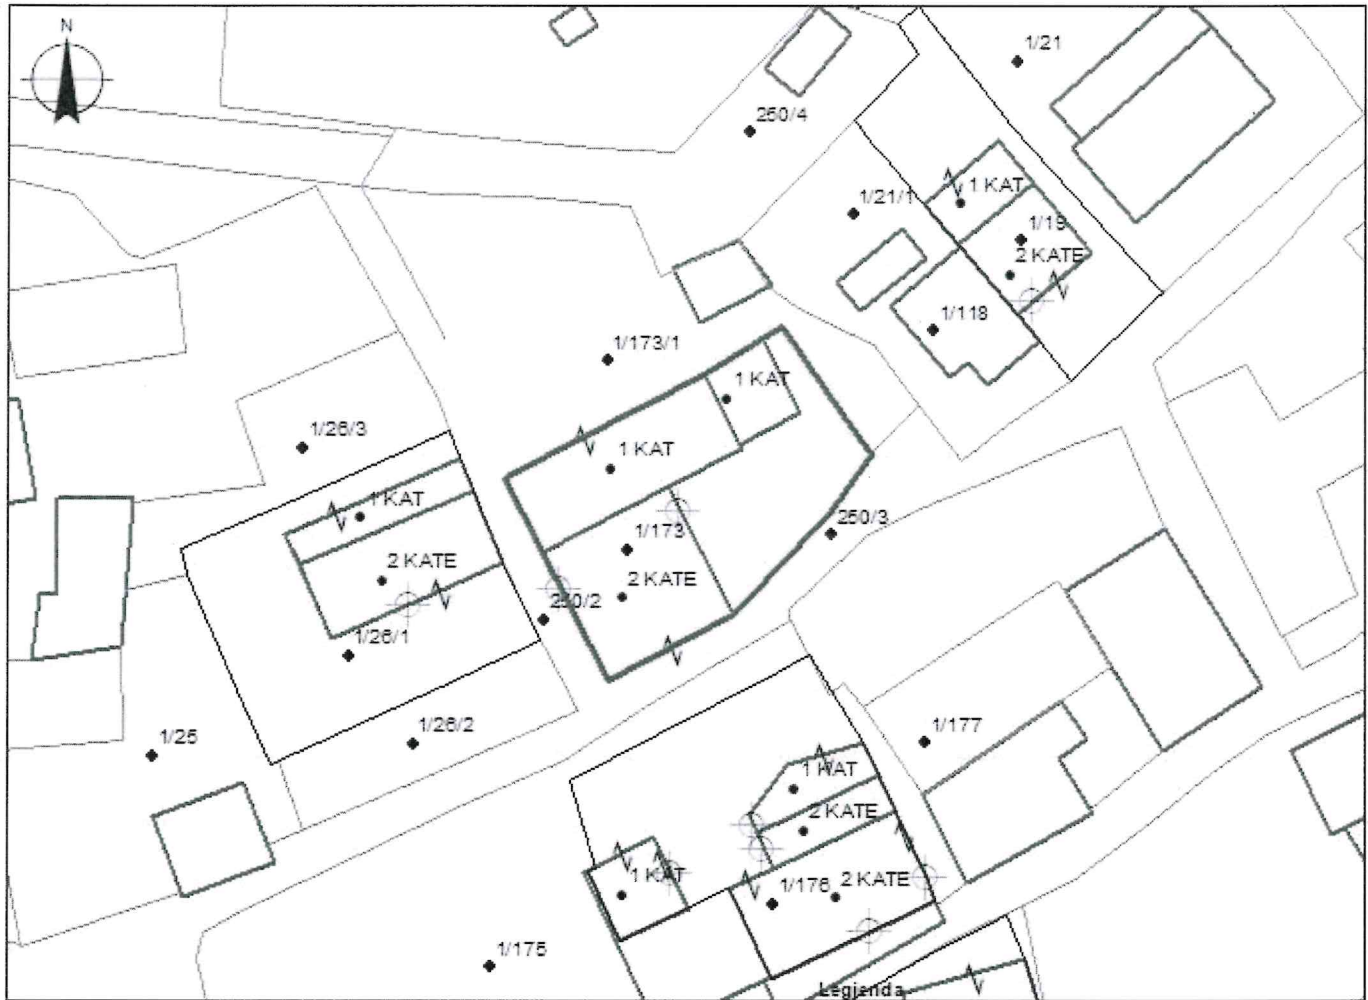 N
1/21
250/4
1 KAT
1/21/1
1/19
2 KATE
1/118
1/173/1
1 KAT
1/26/3
1 KAT
1 KAT
250/3
1/173
2 KATE
2 KATE
250/2
1/26/1
1/26/2
1/177
1/25
1 KAT
2 KATE
1 KAT
1/176
2 KATE
1/175
Legjenda